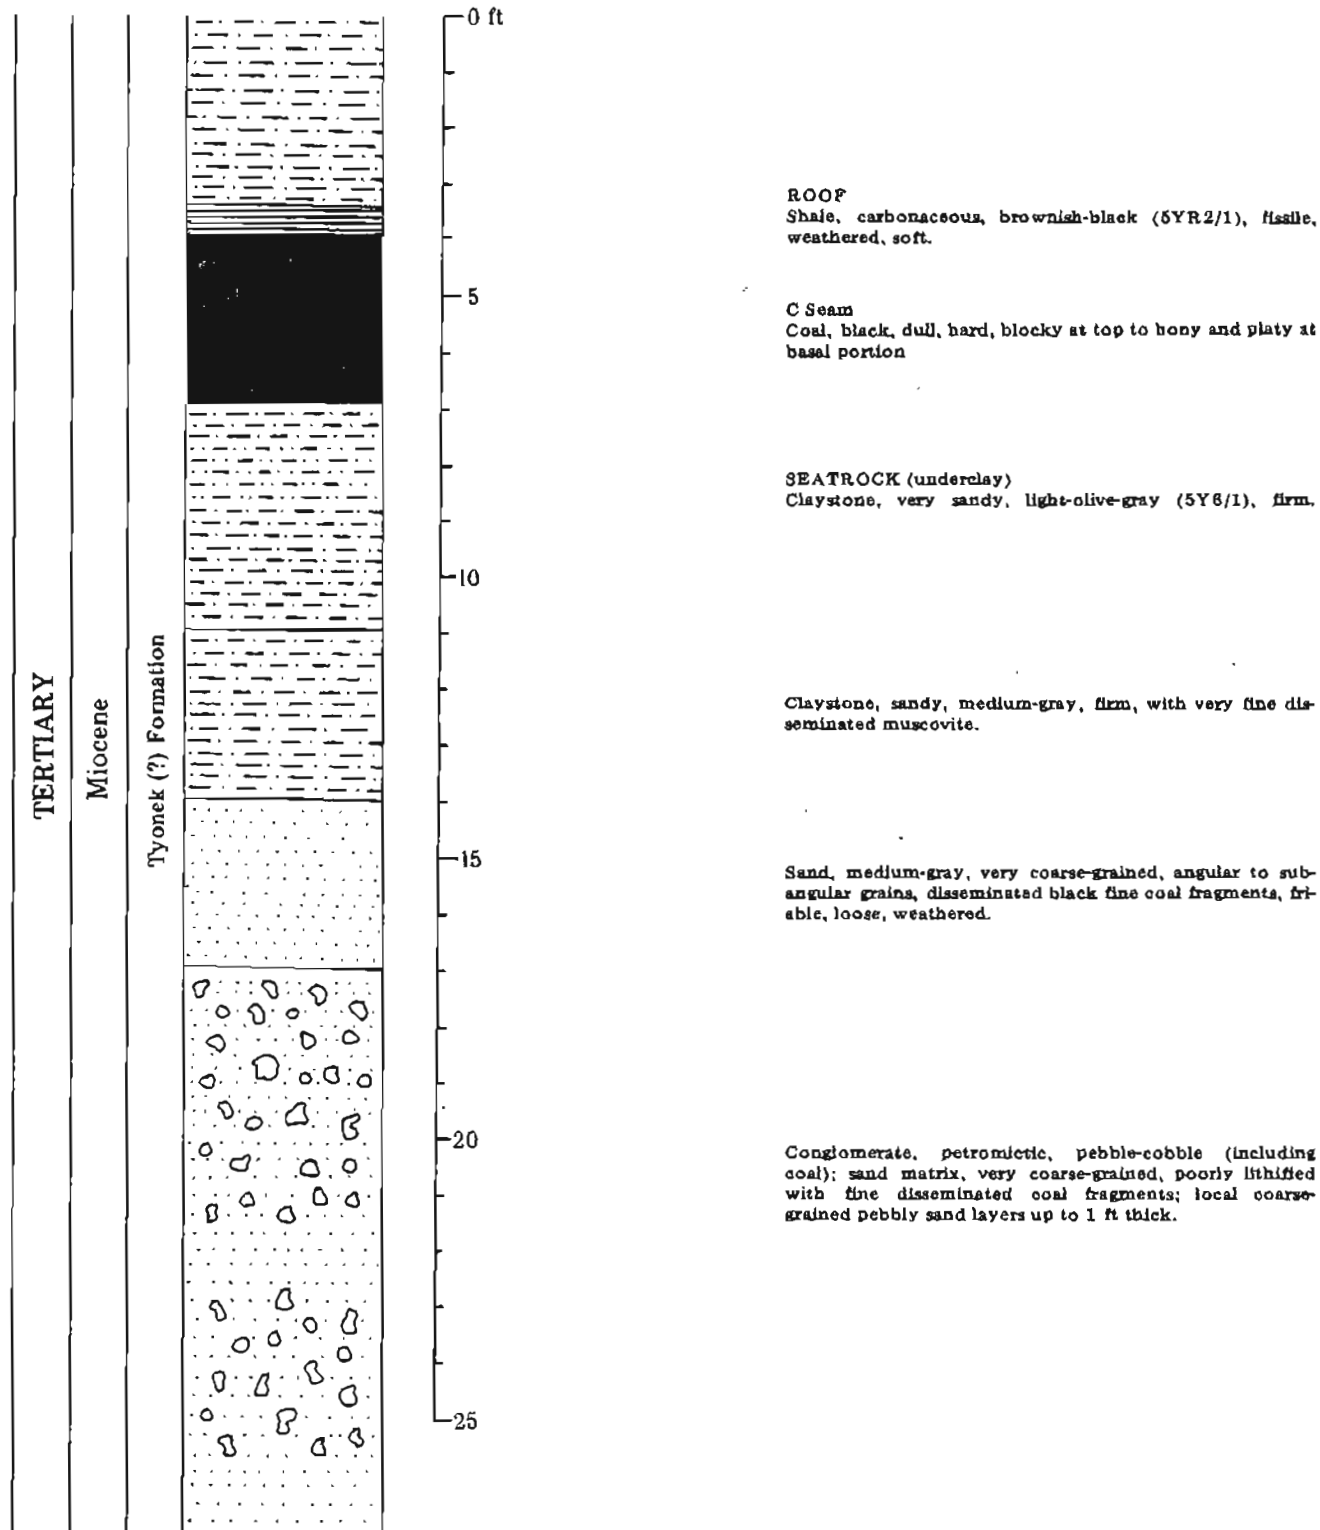 TERTIARY
Miocene
Tyonek (?) Formation
0 ft
5
10
15
20
25
ROOF
Shale, carbonaceous, brownish-black (5YR2/1), fissile,
weathered, soft.
C Seam
Coal, black, dull, hard, blocky at top to bony and platy at
basal portion
SEATROCK (underclay)
Claystone, very sandy, light-olive-gray (5Y6/1), firm.
Claystone, sandy, medium-gray, firm, with very fine dis-
seminated muscovite.
Sand, medium-gray, very coarse-grained, angular to sub-
angular grains, disseminated black fine coal fragments, fri-
able, loose, weathered.
Conglomerate, petromictic, pebble-cobble (including
coal); sand matrix, very coarse-grained, poorly lithified
with fine disseminated coal fragments; local coarse-
grained pebbly sand layers up to 1 ft thick.